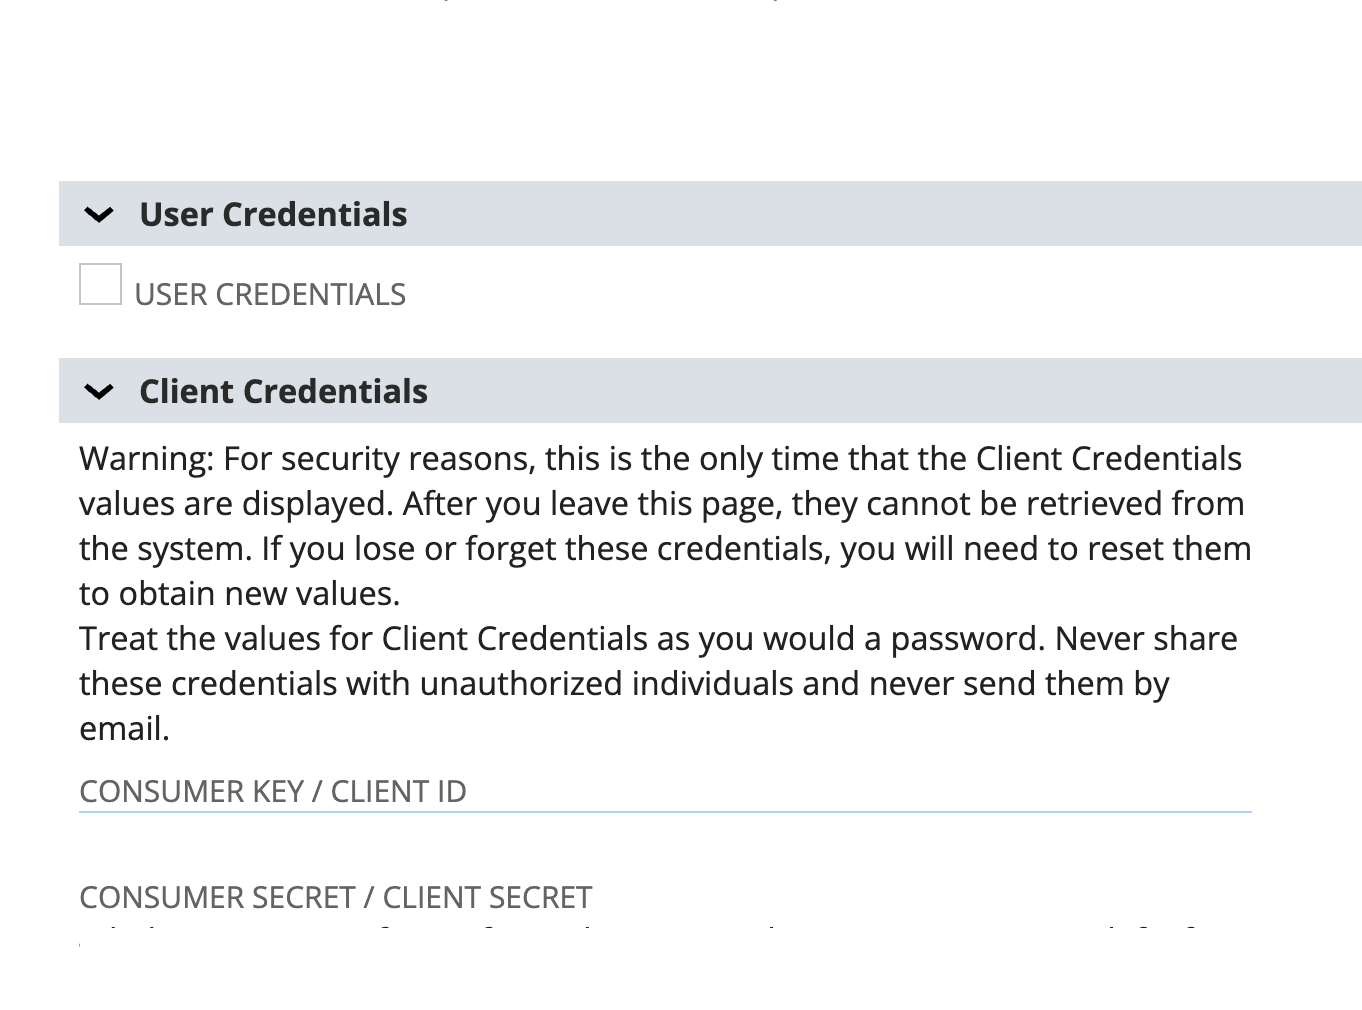 User Credentials
USER CREDENTIALS
Client Credentials
Warning: For security reasons, this is the only time that the Client Credentials
values are displayed. After you leave this page, they cannot be retrieved from
the system. If you lose or forget these credentials, you will need to reset them
to obtain new values.
Treat the values for Client Credentials as you would a password. Never share
these credentials with unauthorized individuals and never send them by
email.
CONSUMER KEY / CLIENT ID
CONSUMER SECRET / CLIENT SECRET